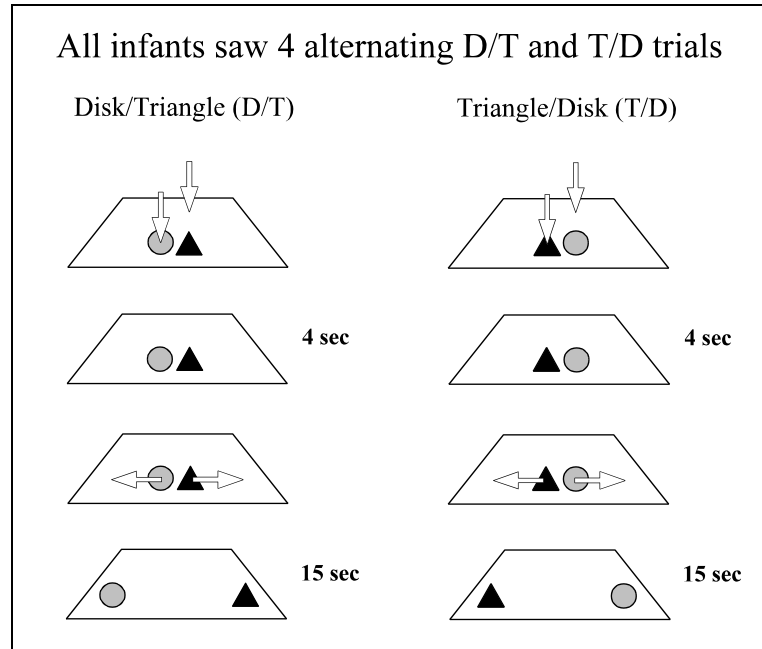 All infants saw 4 alternating D/T and T/D trials
Disk/Triangle (D/T)
Triangle/Disk (T/D)
4 sec
4 sec
15 sec
15 sec